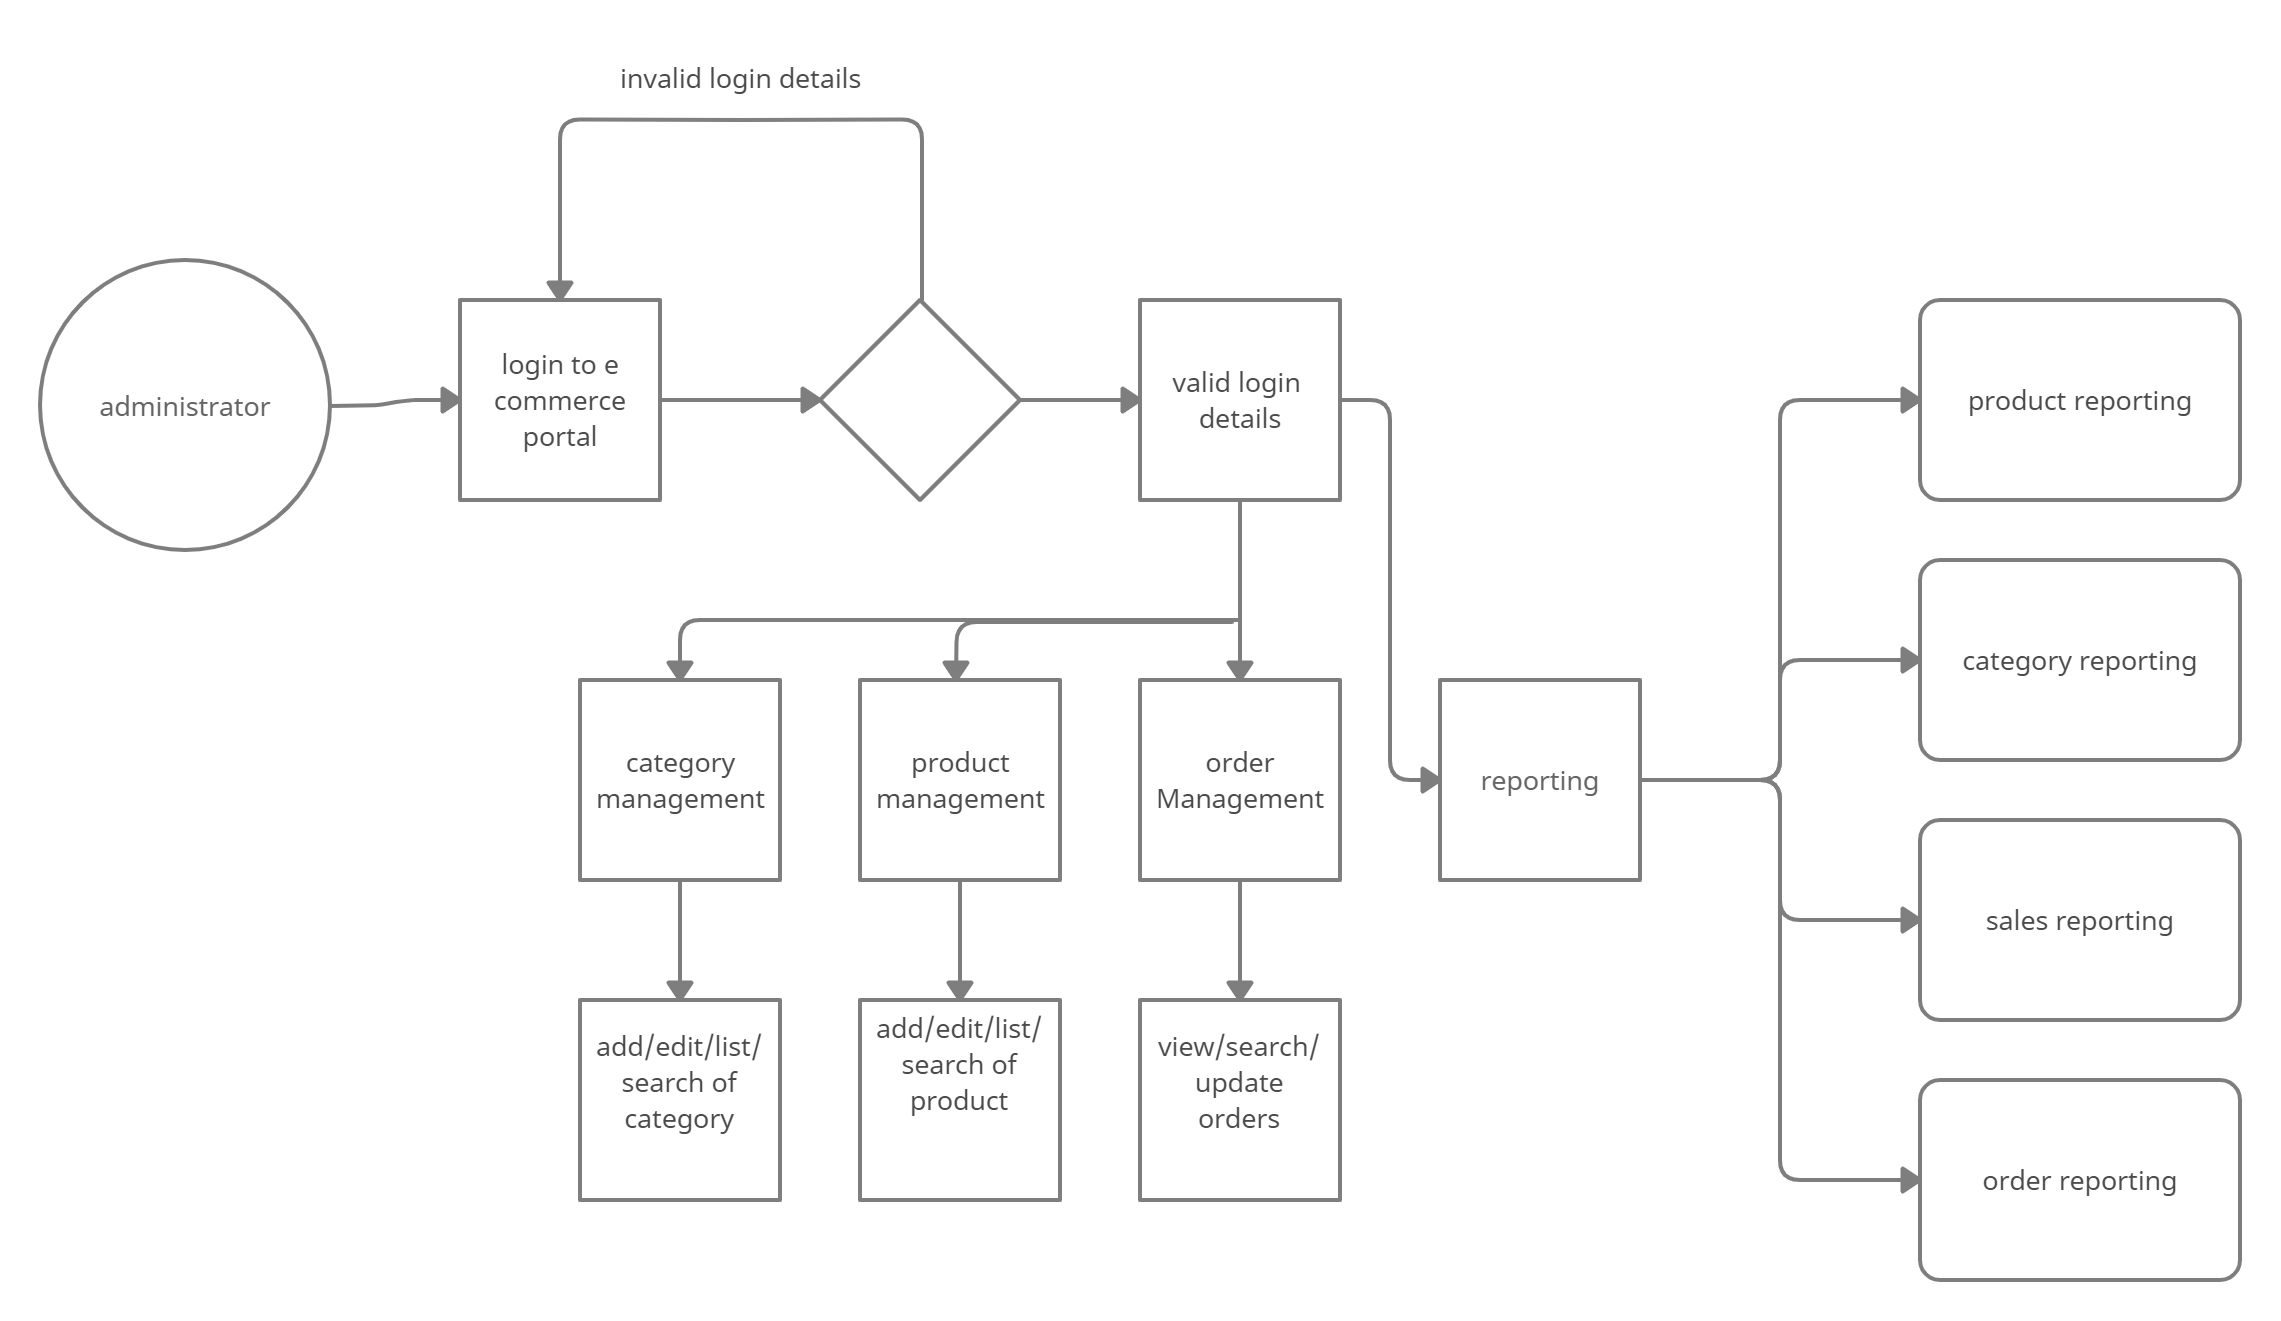 invalid login details
administrator
login to e
commerce
portal
valid login
details
product reporting
category reporting
category
management
product
management
order
Management
reporting
sales reporting
add/edit/list/
search of
category
add/edit/list/
search of
product
view/search/
update
orders
order reporting